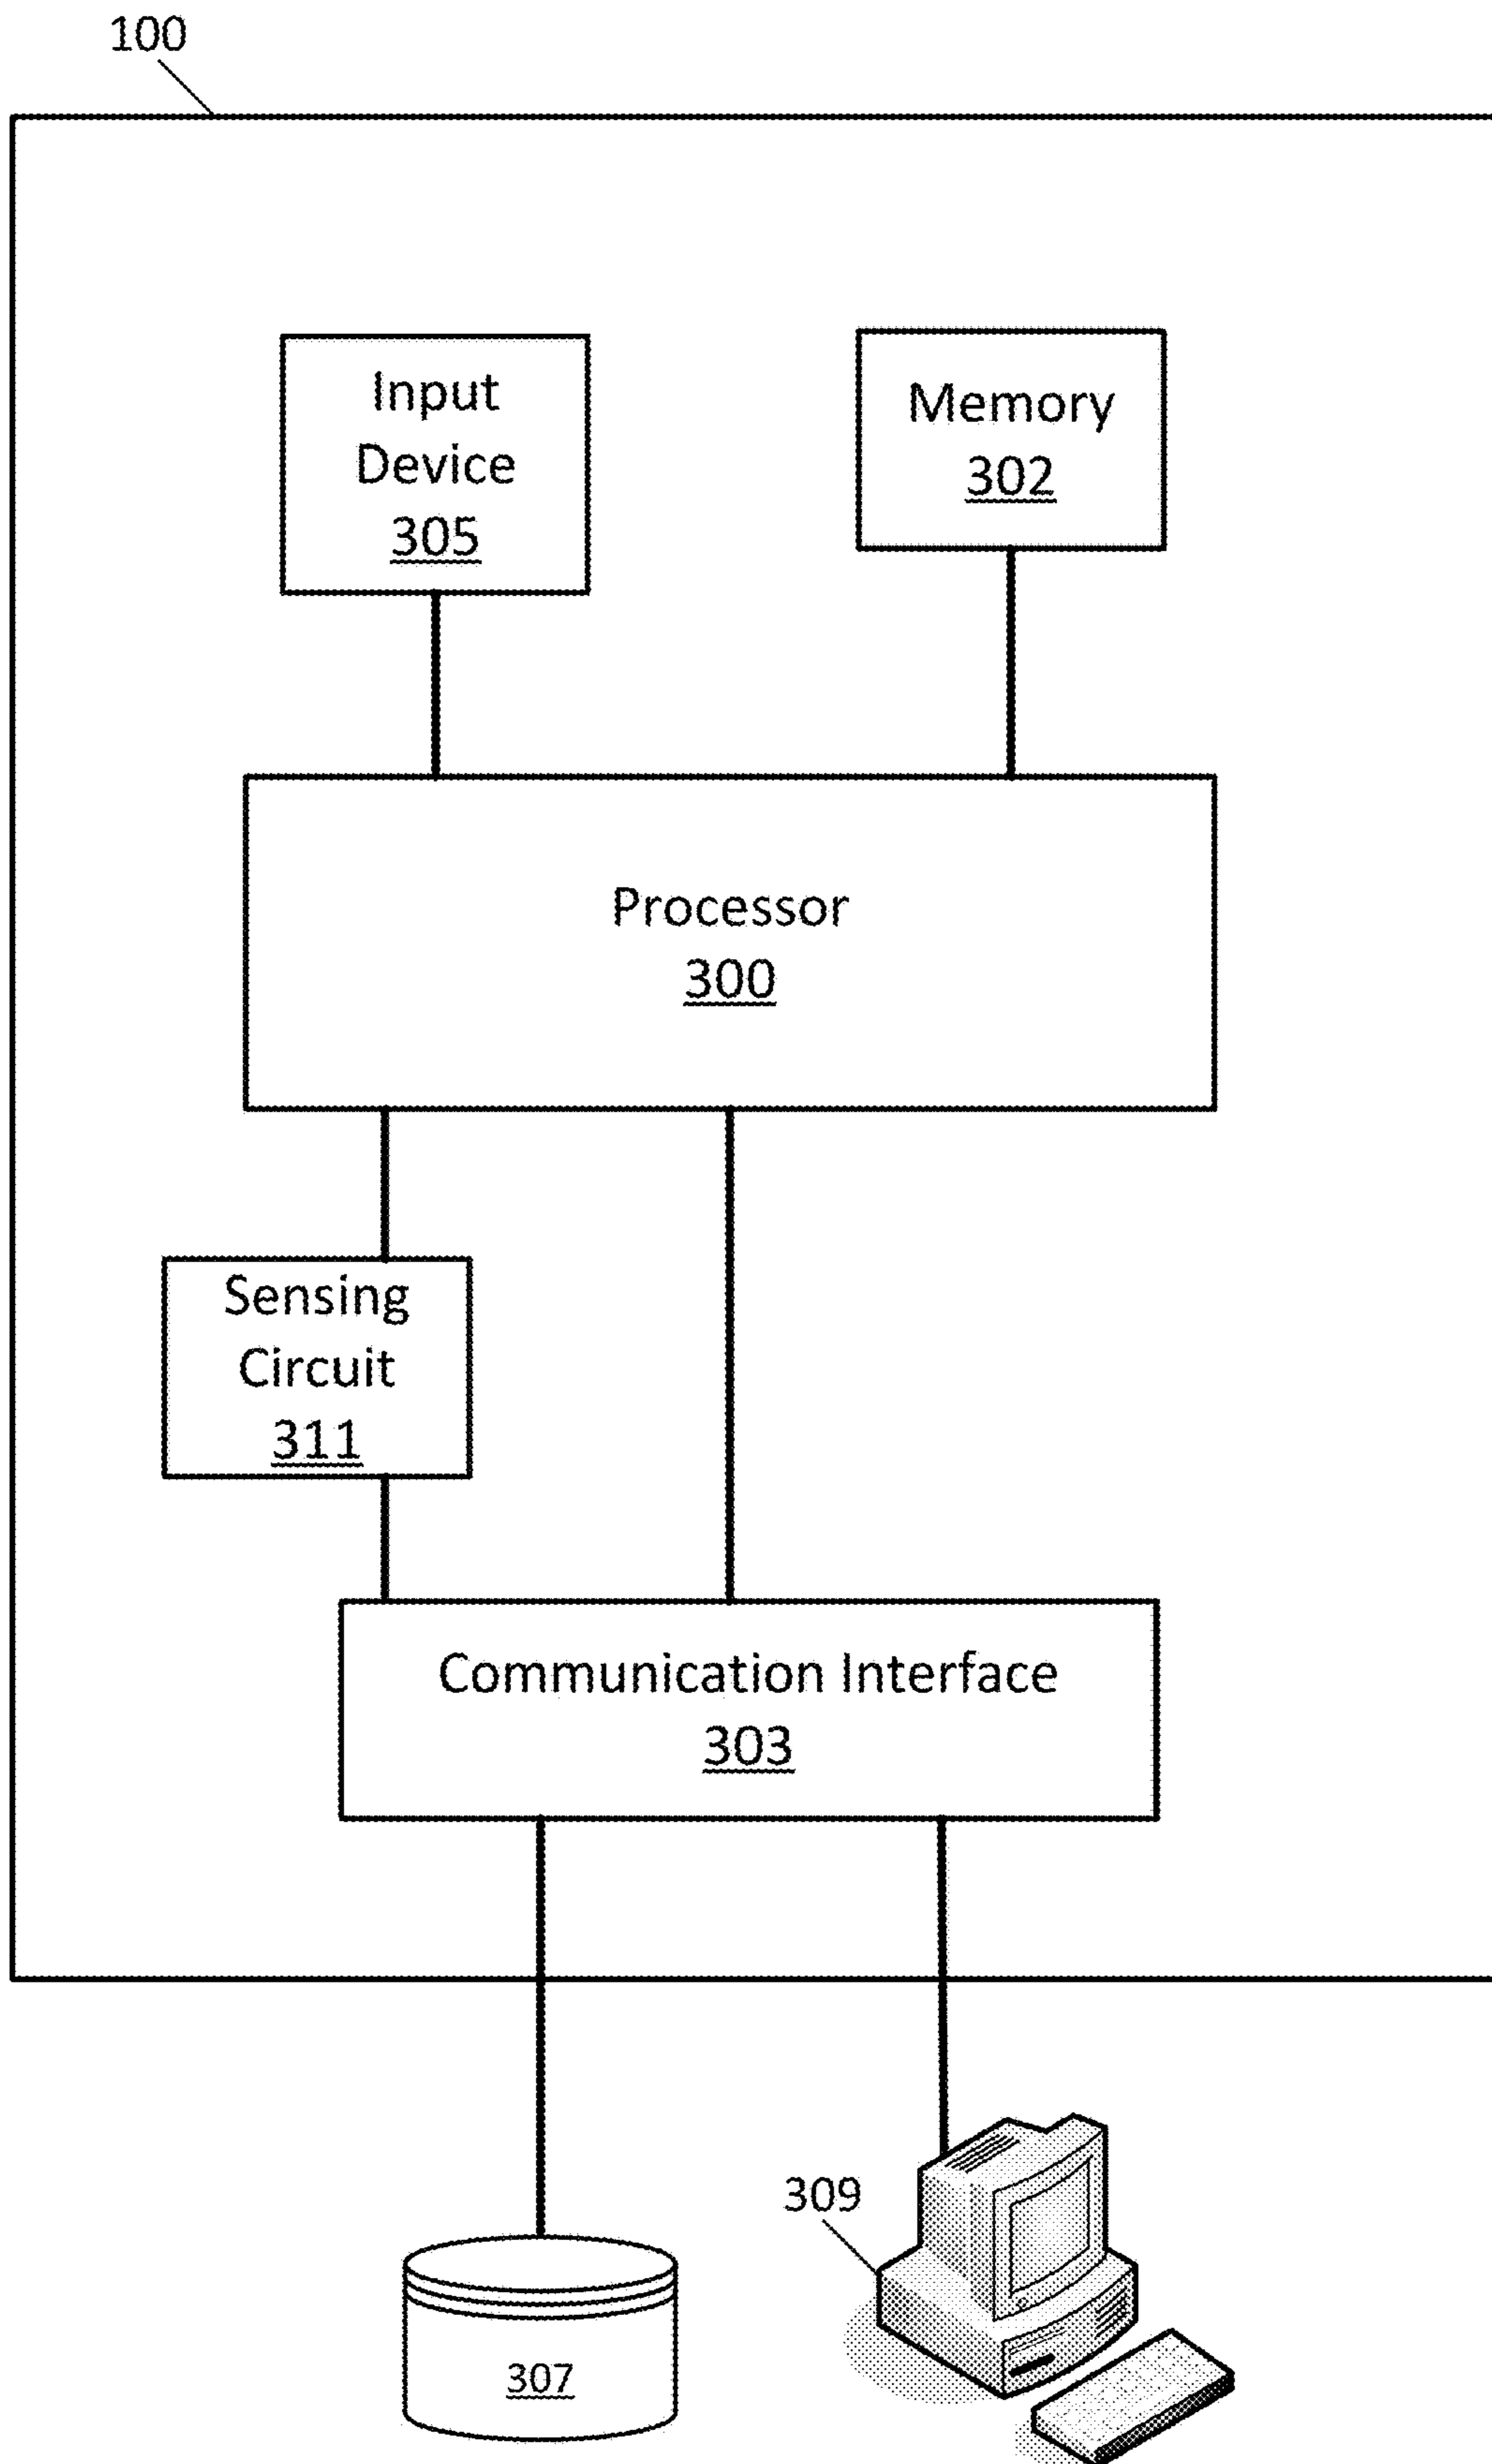 100
Input
Device
305
Memory
302
Processor
300
Sensing
Circuit
311
Communication Interface
303
309
307